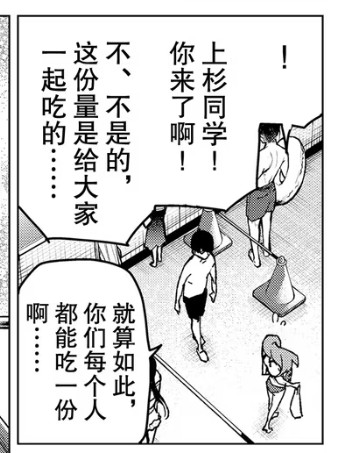 ！
上杉同学！
你来了啊！
不、不是的，
这份量是给大家
一起吃的……
就算如此，
你们每个人
都能吃一份
啊……